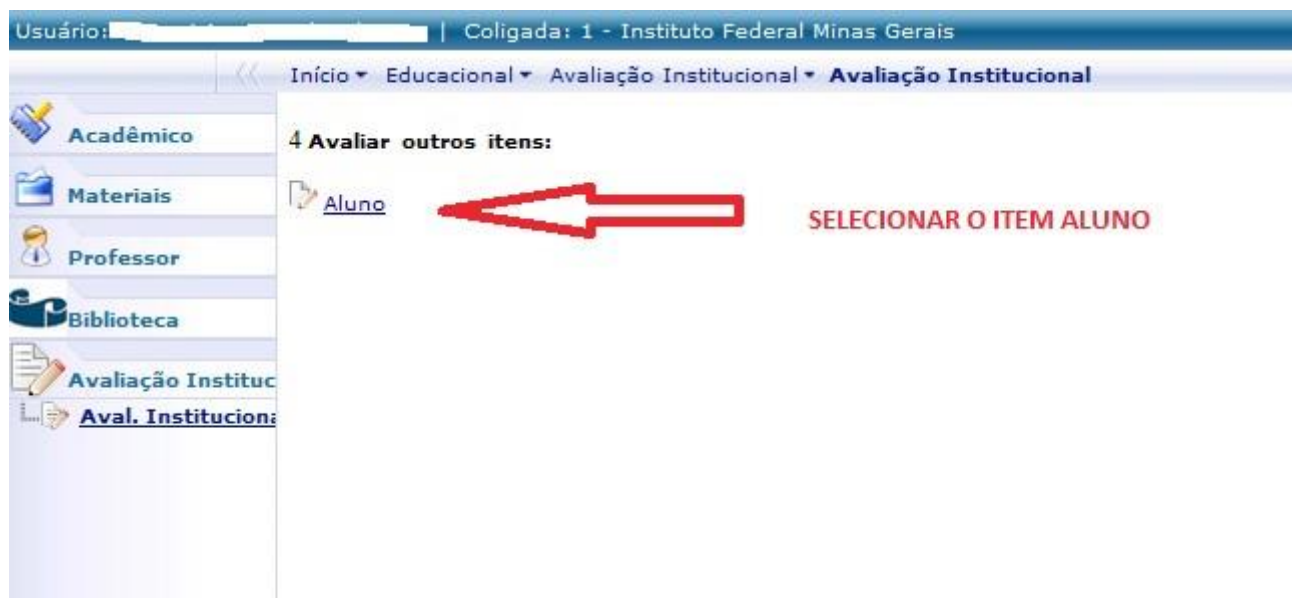 Usuário: | Coligada: 1 - Instituto Federal Minas Gerais
Início Educacional Avaliação Institucional Avaliação Institucional
Acadêmico
Materiais
Professor
Biblioteca
Avaliação Instituc
Aval. Instituciona
4 Avaliar outros itens:
Aluno
SELECIONAR O ITEM ALUNO